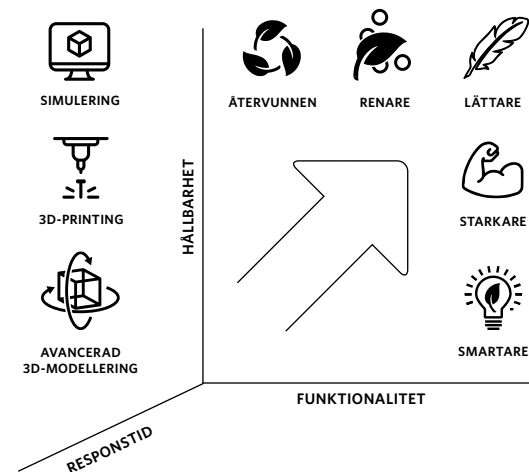 SIMULERING
ÅTERVUNNEN
RENARE
LÄTTARE
3D-PRINTING
HÅLLBARHET
STARKARE
AVANCERAD
3D-MODELLERING
SMARTARE
FUNKTIONALITET
RESPONSTID